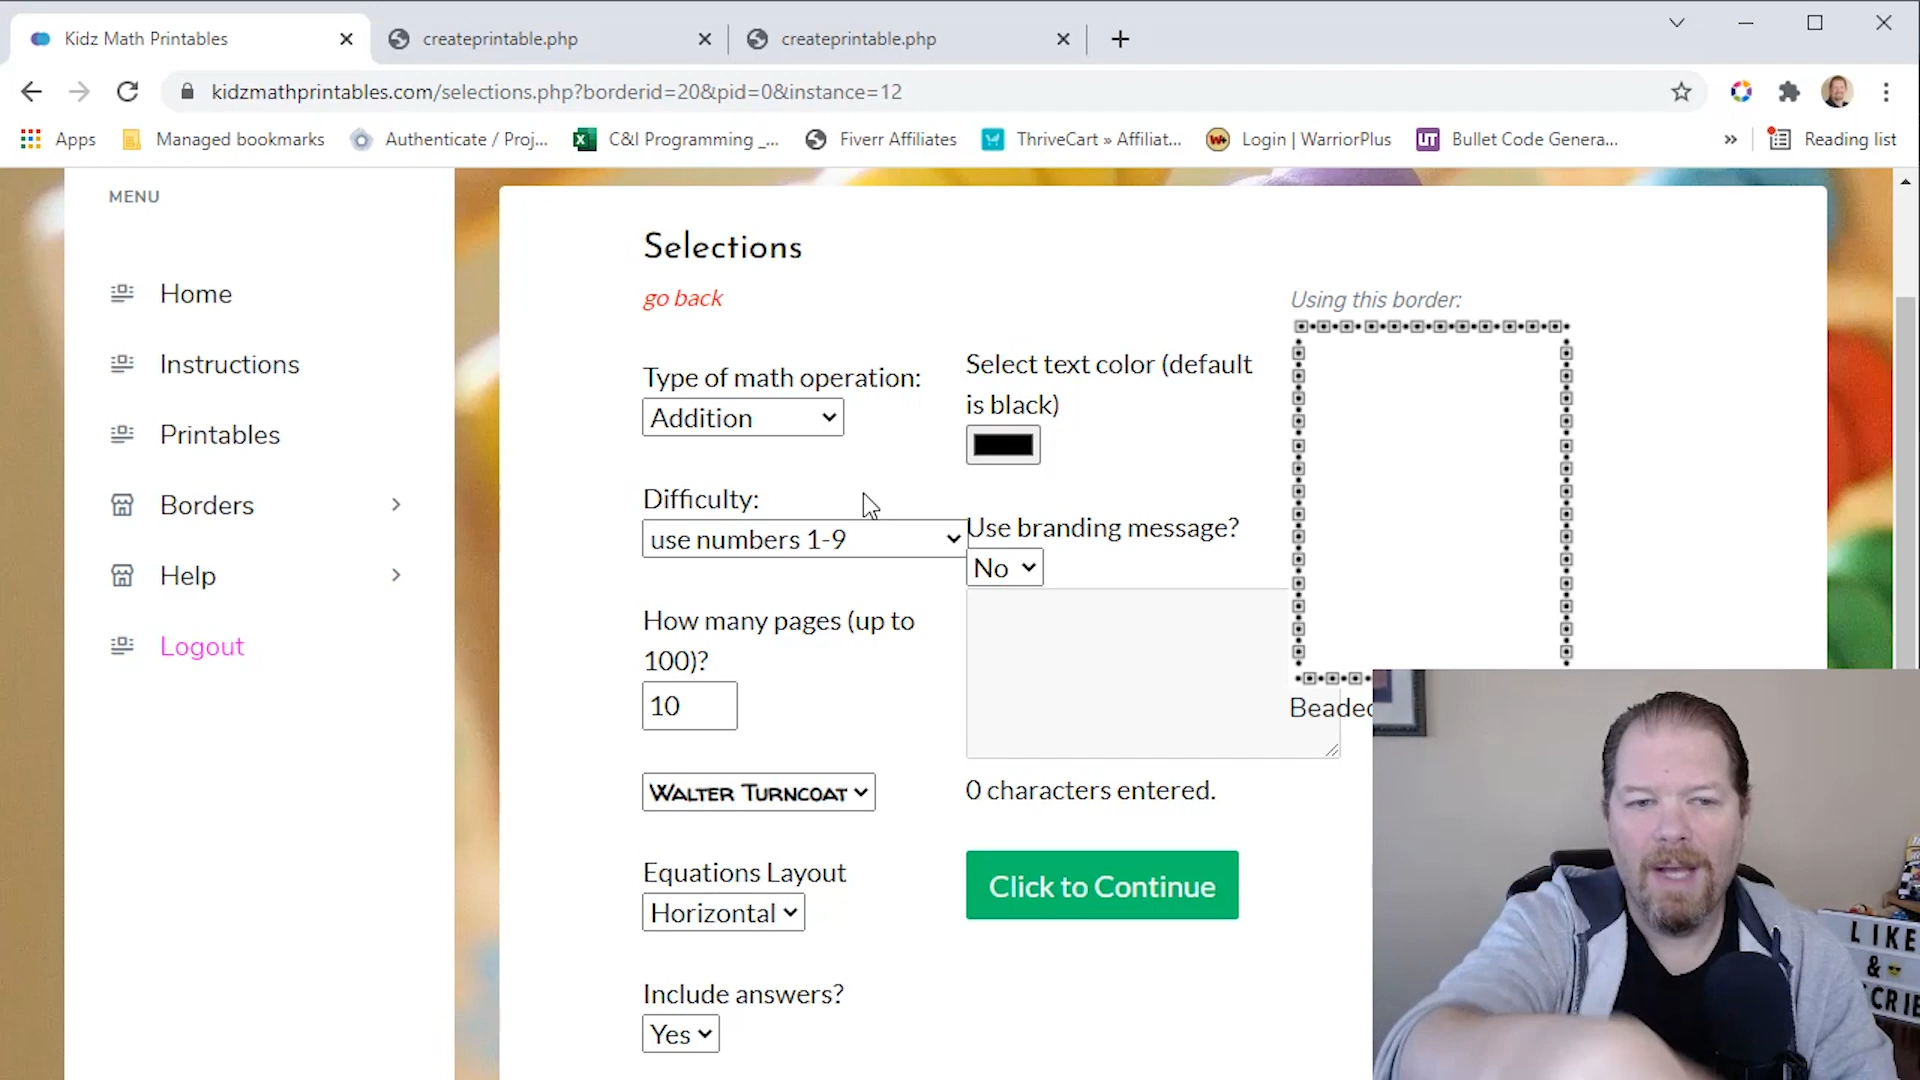 Kidz Math Printables
createprintable.php
createprintable.php
kidzmathprintables.com/selections.php?borderid=20&pid=0&instance=12
Apps
Managed bookmarks
Authenticate / Proj...
C&I Programming _...
Fiverr Affiliates
ThriveCart » Affiliat...
Login | WarriorPlus
UT
Bullet Code Genera...
»
Reading list
MENU
Home
Instructions
Printables
Borders
Help
Logout
Selections
go back
Type of math operation:
Addition
Difficulty:
use numbers 1-9
How many pages (up to
100)?
10
WALTER TURNCOAT
Equations Layout
Horizontal
Include answers?
Yes
Select text color (default
is black)
Use branding message?
No
0 characters entered.
Click to Continue
Using this border:
Beaded
LIKE
&
SCRIE